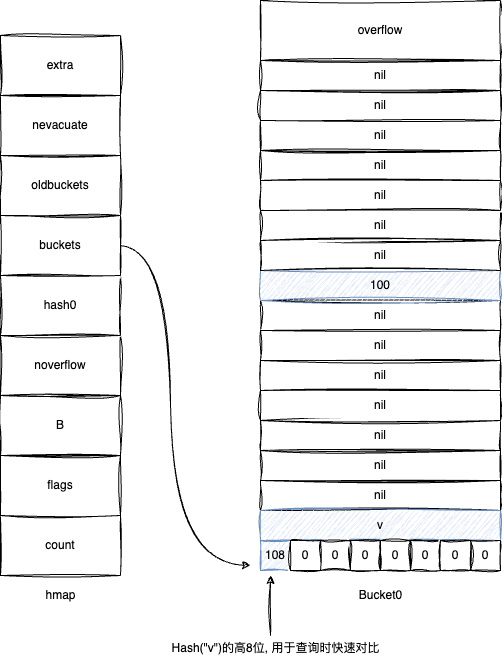 extra
nevacuate
oldbuckets
buckets
hash0
noverflow
B
flags
count
hmap
overflow
nil
nil
nil
nil
nil
nil
nil
100
nil
nil
nil
nil
nil
nil
nil
v
108 0 0 0 0 0 0 0
Bucket0
Hash("v")的高8位, 用于查询时快速对比